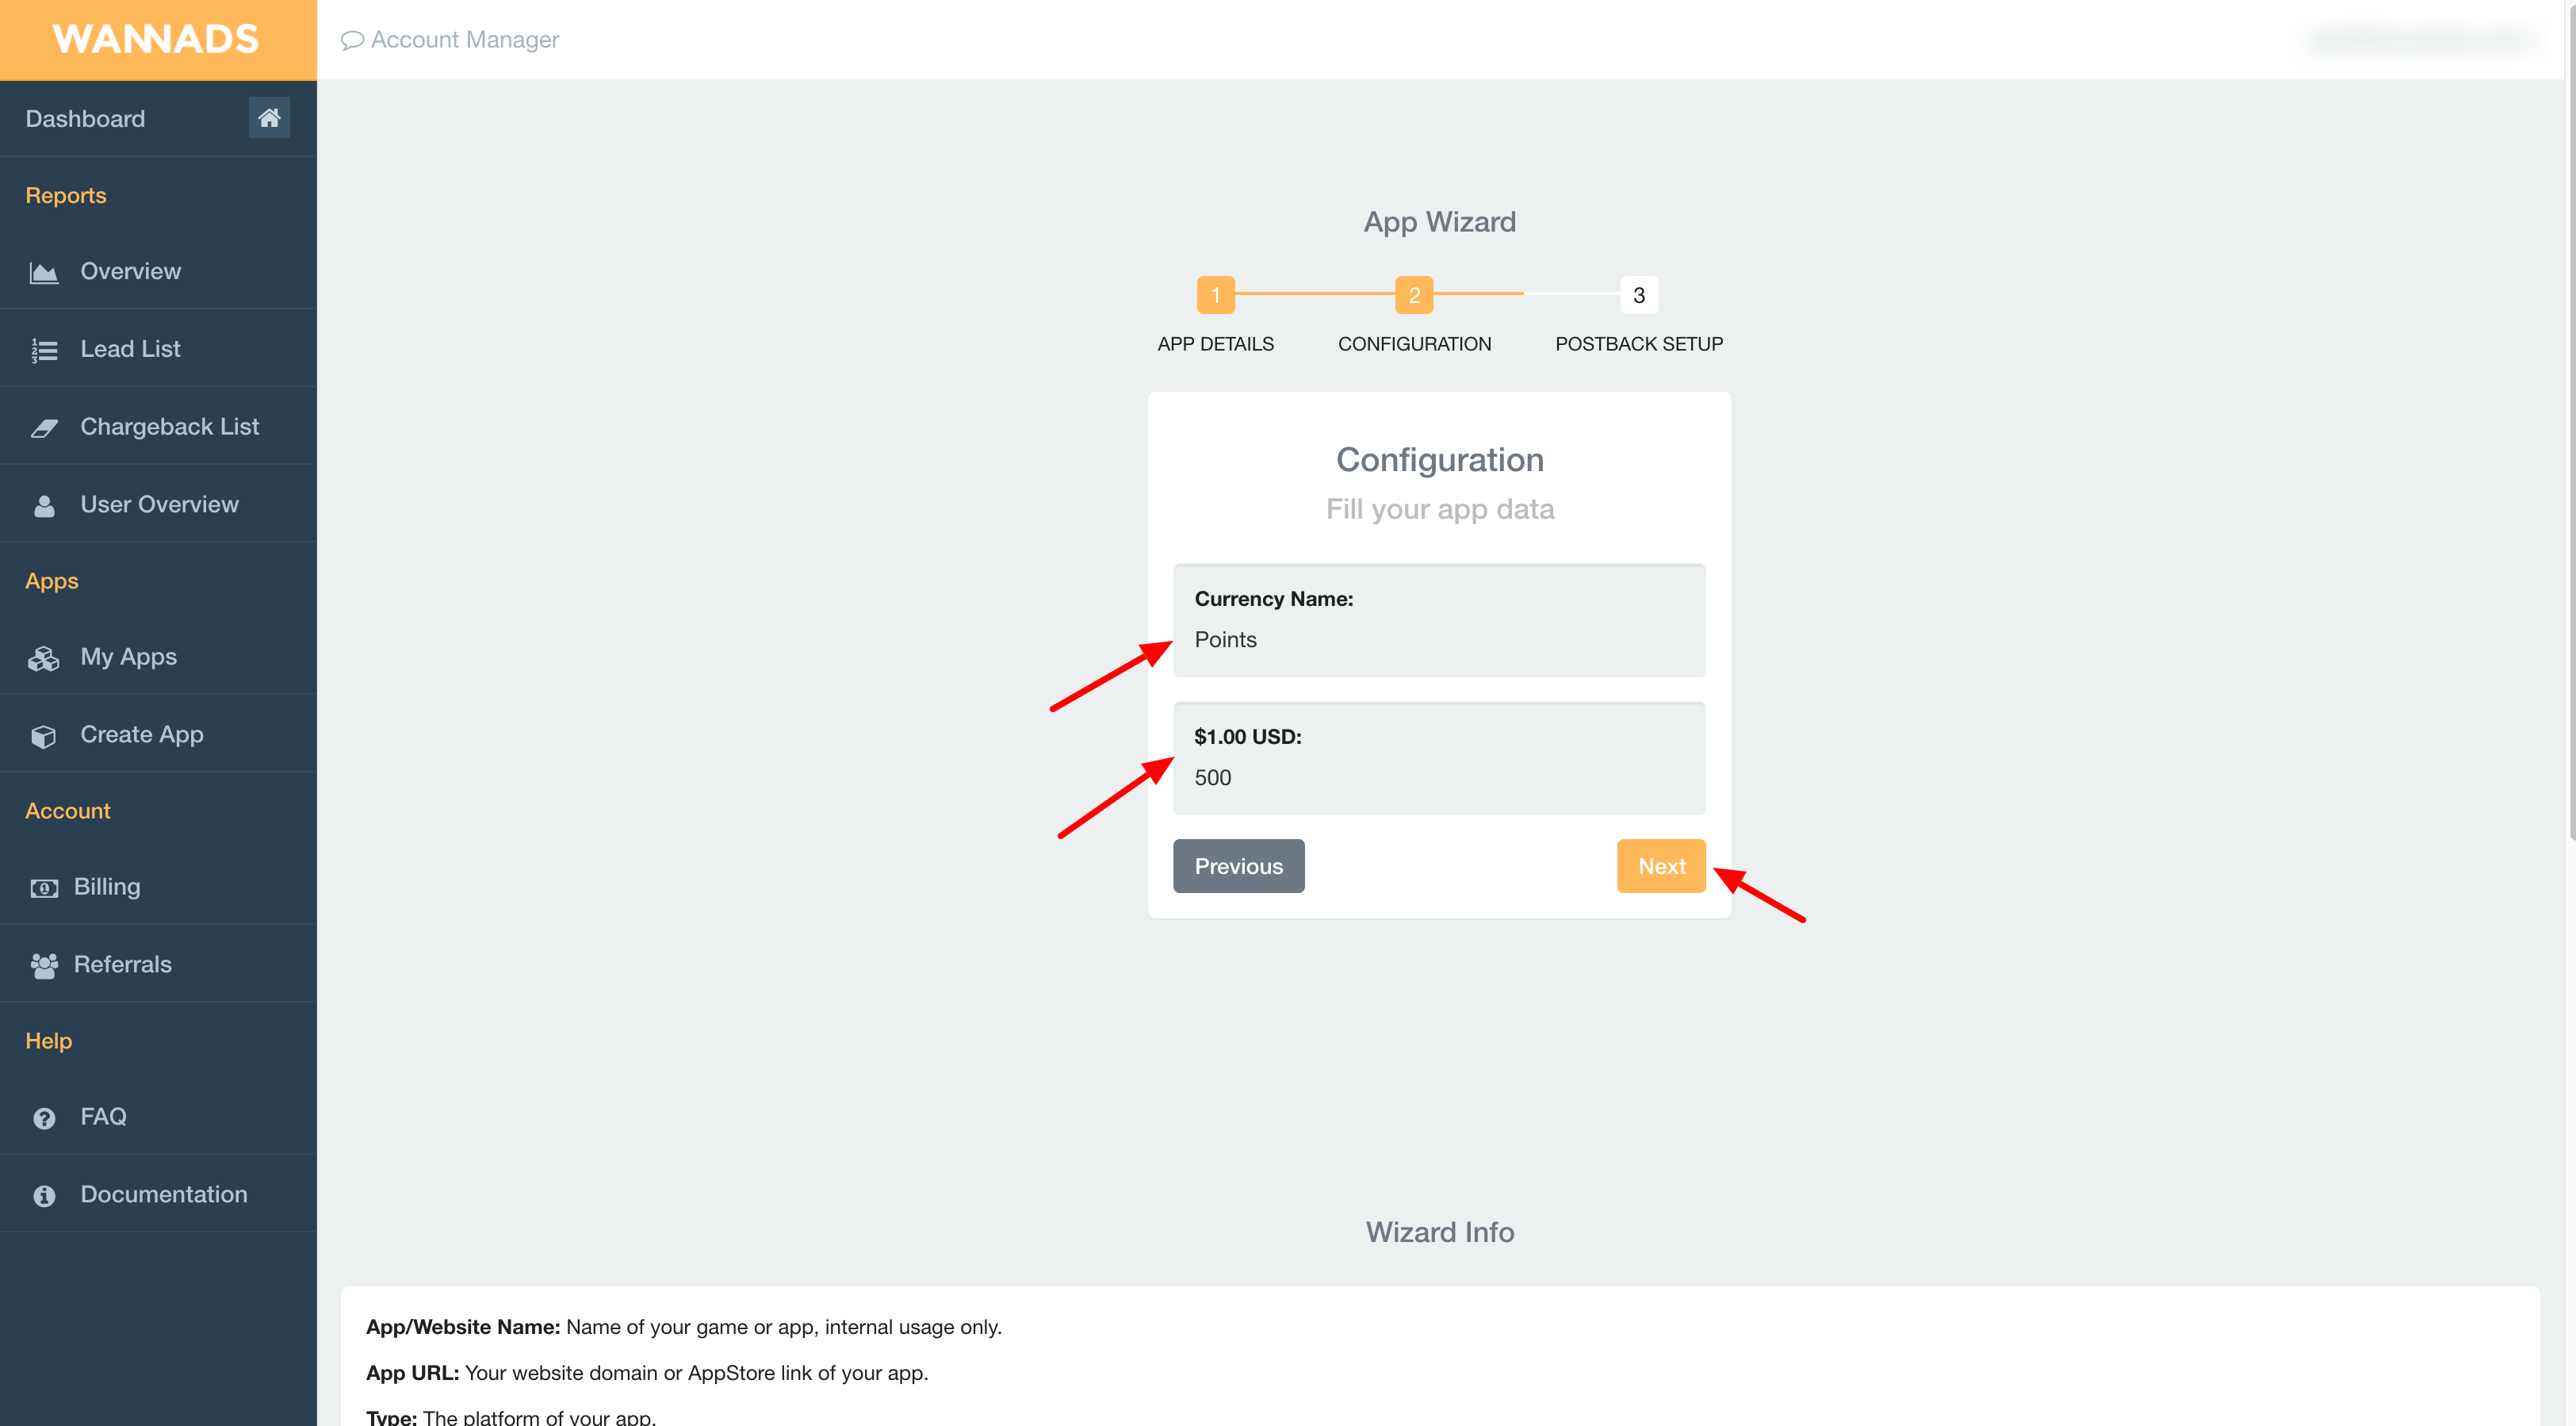 WANNADS
Account Manager
Dashboard
Reports
Overview
Lead List
Chargeback List
User Overview
Apps
My Apps
Create App
Account
Billing
Referrals
Help
FAQ
Documentation
App Wizard
1
2
3
APP DETAILS
CONFIGURATION
POSTBACK SETUP
Configuration
Fill your app data
Currency Name:
Points
$1.00 USD:
500
Previous
Next
Wizard Info
App/Website Name: Name of your game or app, internal usage only.
App URL: Your website domain or AppStore link of your app.
Type: The platform of your app.